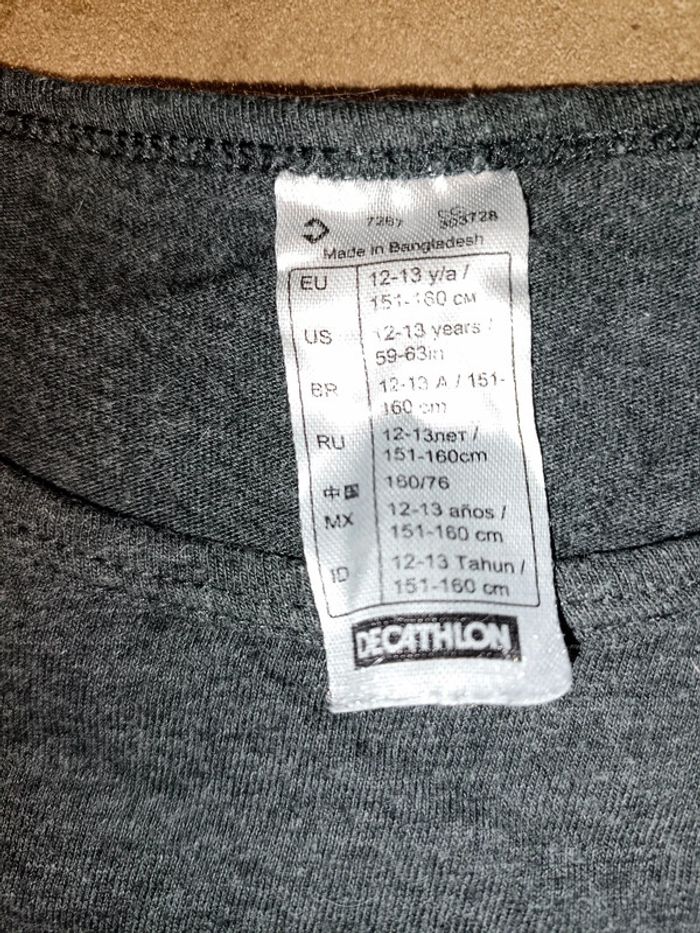 7267 CC
303728
Made in Bangladesh
EU 12-13 y/a /
151-160 CM
US 12-13 years /
59-63in
BR 12-13 A / 151-
160 cm
RU 12-13лет /
151-160cm
中国 160/76
MX 12-13 años /
151-160 cm
ID 12-13 Tahun /
151-160 cm
DECATHLON